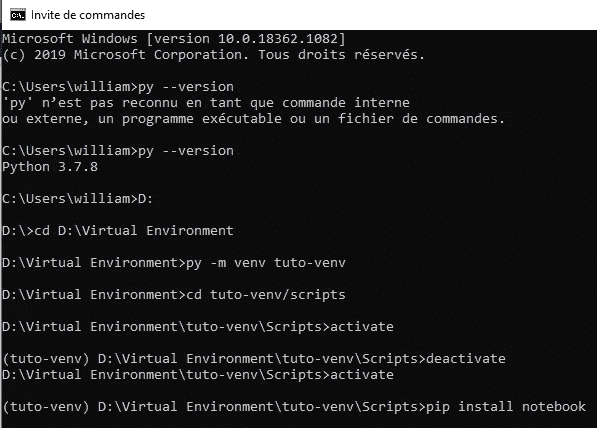 Invite de commandes
Microsoft Windows [version 10.0.18362.1082]
(c) 2019 Microsoft Corporation. Tous droits réservés.
C:\Users\william>py --version
'py' n’est pas reconnu en tant que commande interne
ou externe, un programme exécutable ou un fichier de commandes.
C:\Users\william>py --version
Python 3.7.8
C:\Users\william>D:
D:\>cd D:\Virtual Environment
D:\Virtual Environment>py -m venv tuto-venv
D:\Virtual Environment>cd tuto-venv/scripts
D:\Virtual Environment\tuto-venv\Scripts>activate
(tuto-venv) D:\Virtual Environment\tuto-venv\Scripts>deactivate
D:\Virtual Environment\tuto-venv\Scripts>activate
(tuto-venv) D:\Virtual Environment\tuto-venv\Scripts>pip install notebook